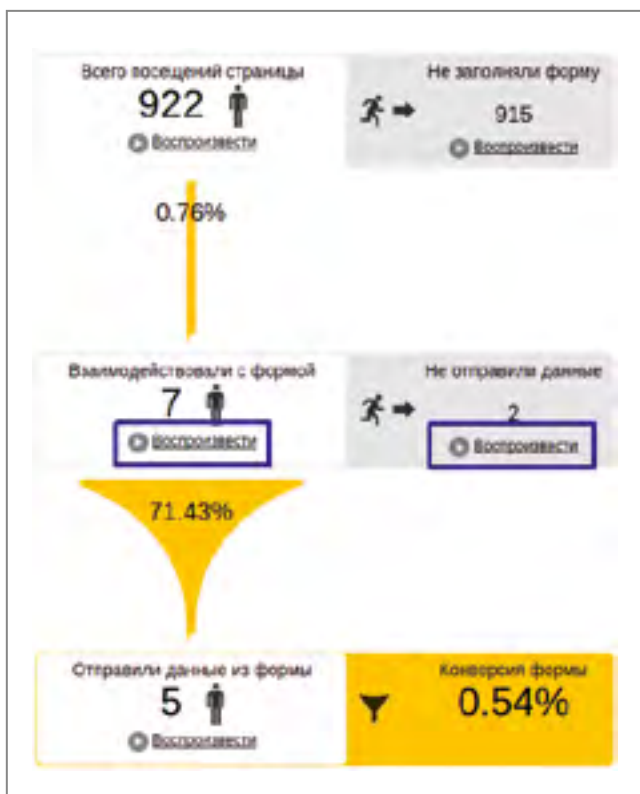 Всего посещений страницы
922
Воспроизвести
Не заполняли форму
915
Воспроизвести
0.76%
Взаимодействовали с формой
7
Воспроизвести
Не отправили данные
2
Воспроизвести
71.43%
Отправили данные из формы
5
Воспроизвести
Конверсия формы
0.54%